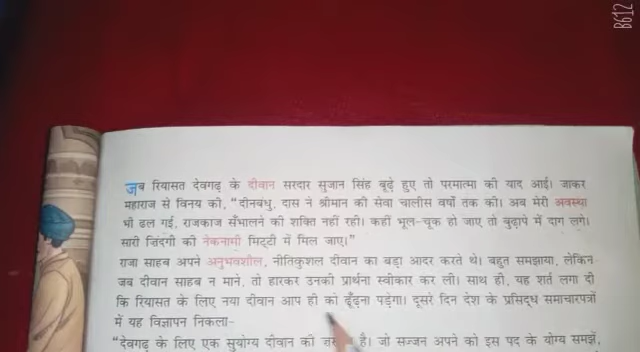 B612
जब रियासत देवगढ़ के दीवान सरदार सुजान सिंह बूढ़े हुए तो परमात्मा की याद आई। जाकर
महाराज से विनय की, “दीनबंधु, दास ने श्रीमान की सेवा चालीस वर्षों तक की। अब मेरी अवस्था
भी ढल गई, राजकाज सँभालने की शक्ति नहीं रही। कहीं भूल-चूक हो जाए तो बुढ़ापे में दाग लगे।
सारी ज़िंदगी की नेकनामी मिट्टी में मिल जाए।”
राजा साहब अपने अनुभवशील, नीतिकुशल दीवान का बड़ा आदर करते थे। बहुत समझाया, लेकिन
जब दीवान साहब न माने, तो हारकर उनकी प्रार्थना स्वीकार कर ली। साथ ही, यह शर्त लगा दी
कि रियासत के लिए नया दीवान आप ही को ढूँढ़ना पड़ेगा। दूसरे दिन देश के प्रसिद्ध समाचारपत्रों
में यह विज्ञापन निकला-
“देवगढ़ के लिए एक सुयोग्य दीवान की है। जो सज्जन अपने को इस पद के योग्य समझें,